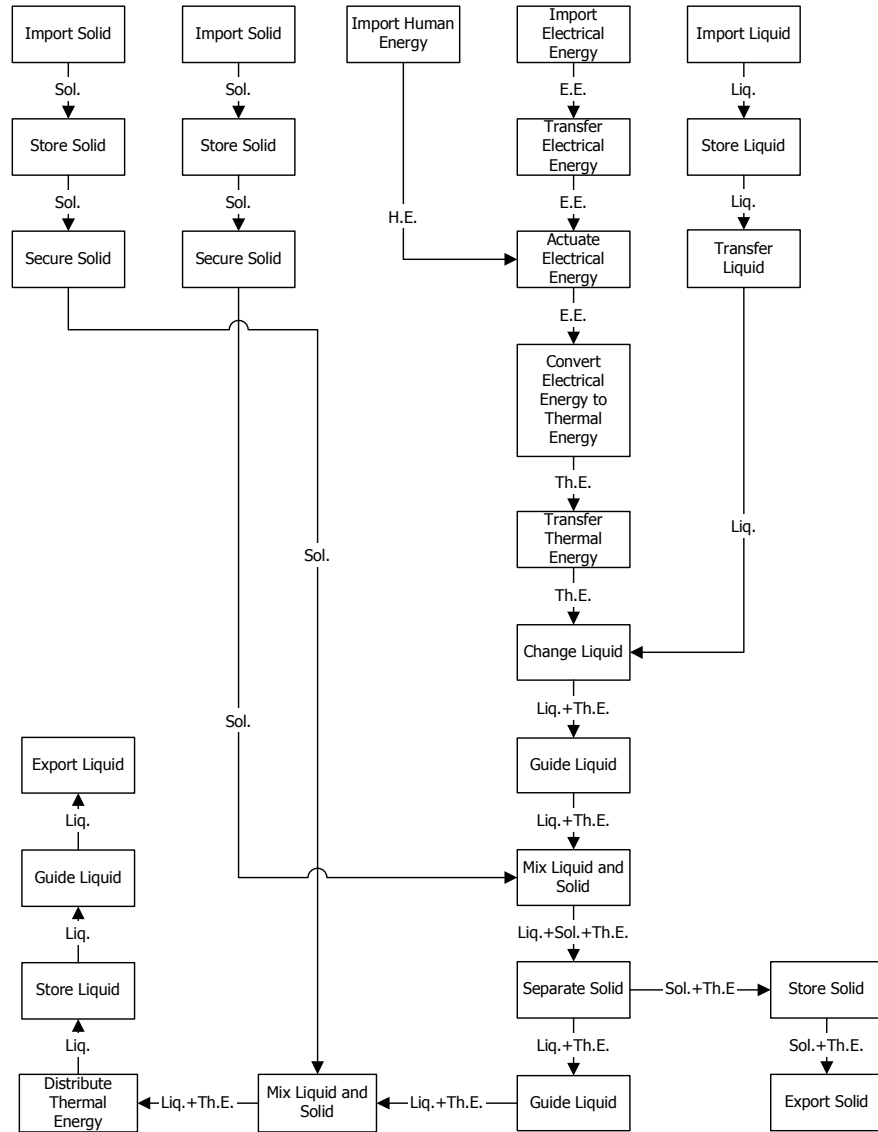 Import Solid
Import Solid
Import Human
Energy
Import
Electrical
Energy
Import Liquid
Sol.
Sol.
E.E.
Liq.
Store Solid
Store Solid
Transfer
Electrical
Energy
Store Liquid
Sol.
Sol.
H.E.
E.E.
Liq.
Secure Solid
Secure Solid
Actuate
Electrical
Energy
Transfer
Liquid
E.E.
Convert
Electrical
Energy to
Thermal
Energy
Th.E.
Transfer
Thermal
Energy
Sol.
Liq.
Th.E.
Change Liquid
Sol.
Liq.+Th.E.
Export Liquid
Guide Liquid
Liq.
Liq.+Th.E.
Guide Liquid
Mix Liquid and
Solid
Liq.
Liq.+Sol.+Th.E.
Store Liquid
Separate Solid
Sol.+Th.E
Store Solid
Liq.
Liq.+Th.E.
Sol.+Th.E.
Distribute
Thermal
Energy
Liq.+Th.E.
Mix Liquid and
Solid
Liq.+Th.E.
Guide Liquid
Export Solid